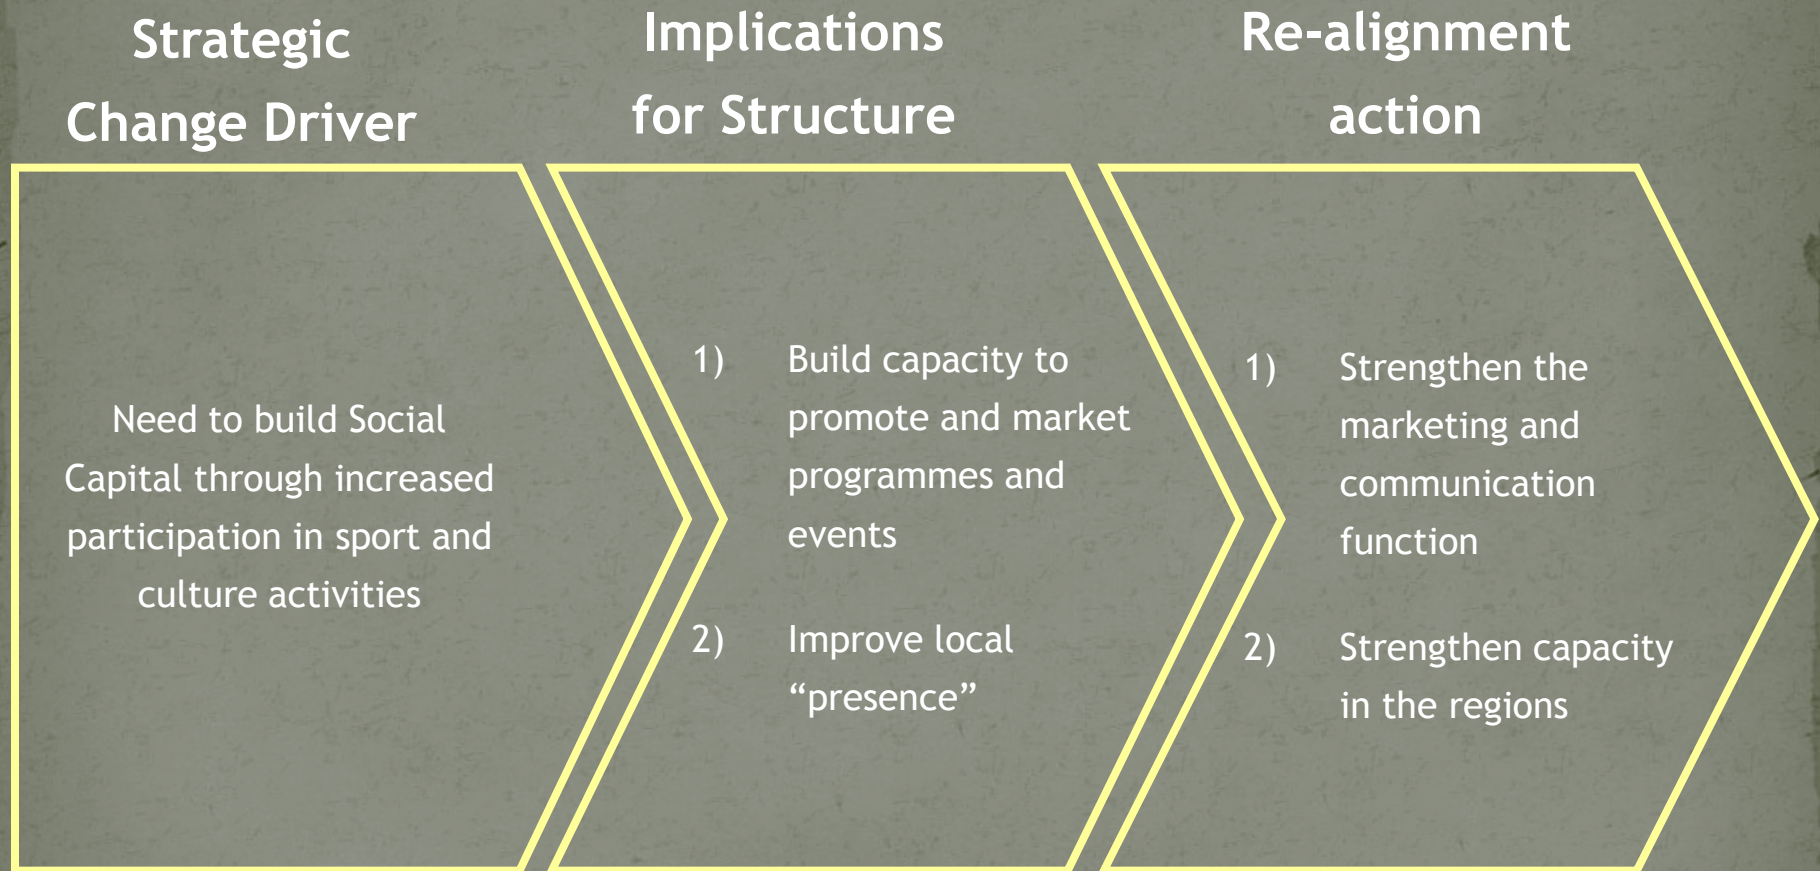 Strategic
Change Driver
Implications
for Structure
Re-alignment
action
Need to build Social
Capital through increased
participation in sport and
culture activities
1) Build capacity to
promote and market
programmes and
events
2) Improve local
“presence”
1) Strengthen the
marketing and
communication
function
2) Strengthen capacity
in the regions